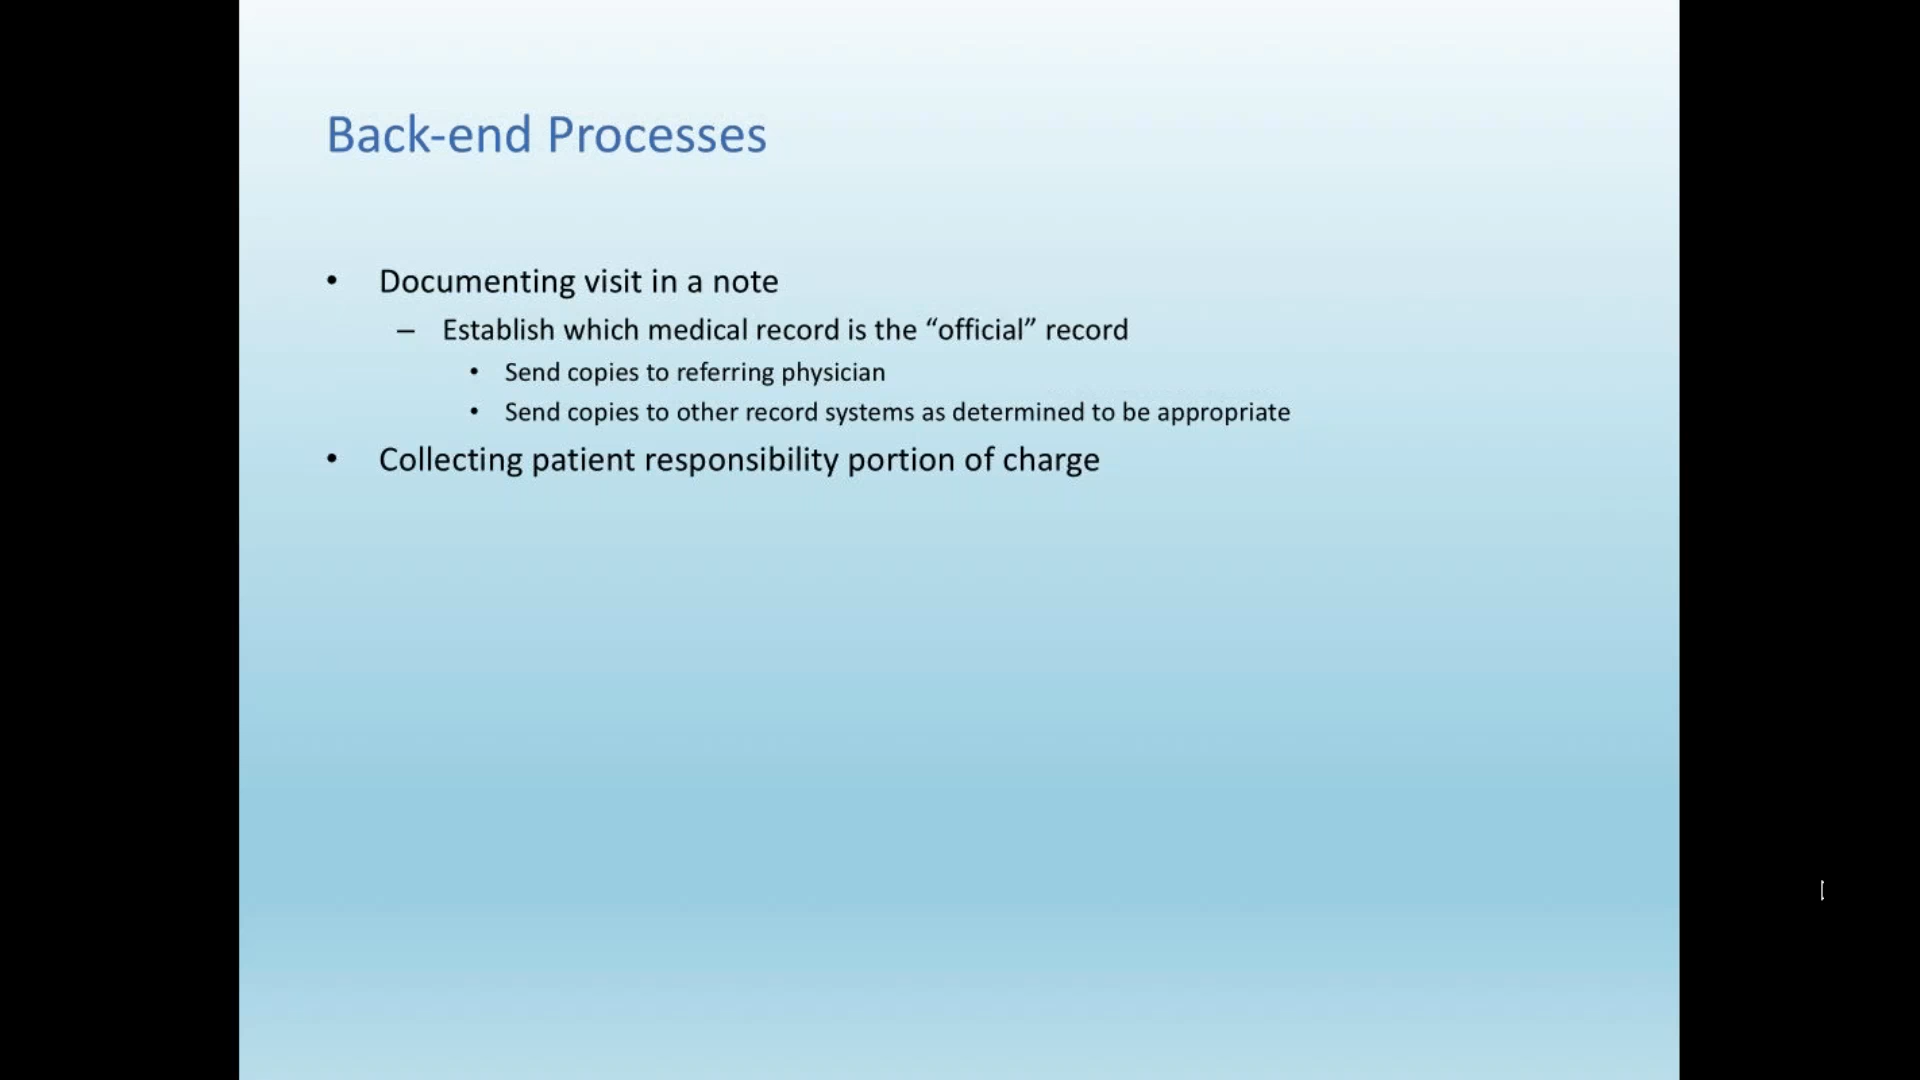 Back-end Processes
• Documenting visit in a note
– Establish which medical record is the “official” record
• Send copies to referring physician
• Send copies to other record systems as determined to be appropriate
• Collecting patient responsibility portion of charge